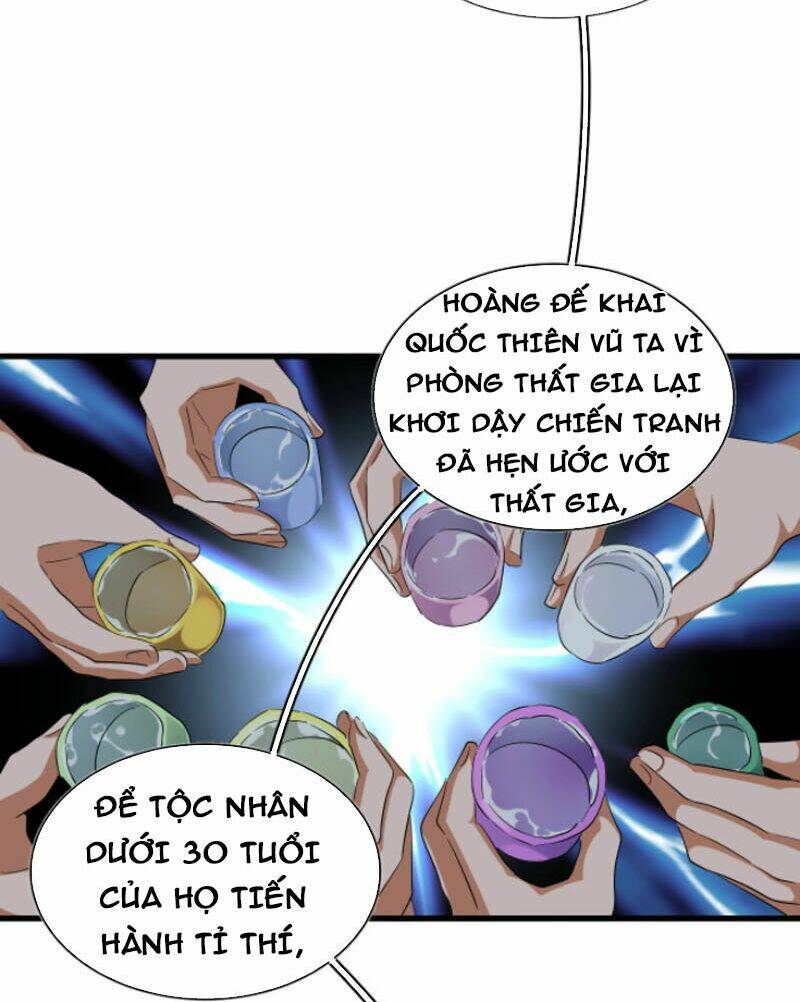 HOÀNG ĐẾ KHAI
QUỐC THIÊN VŨ TA VÌ
PHÒNG THẤT GIA LẠI
KHƠI DẬY CHIẾN TRANH
ĐÃ HẸN ƯỚC VỚI
THẤT GIA,
ĐỂ TỘC NHÂN
DƯỚI 30 TUỔI
CỦA HỌ TIẾN
HÀNH TỈ THÍ,